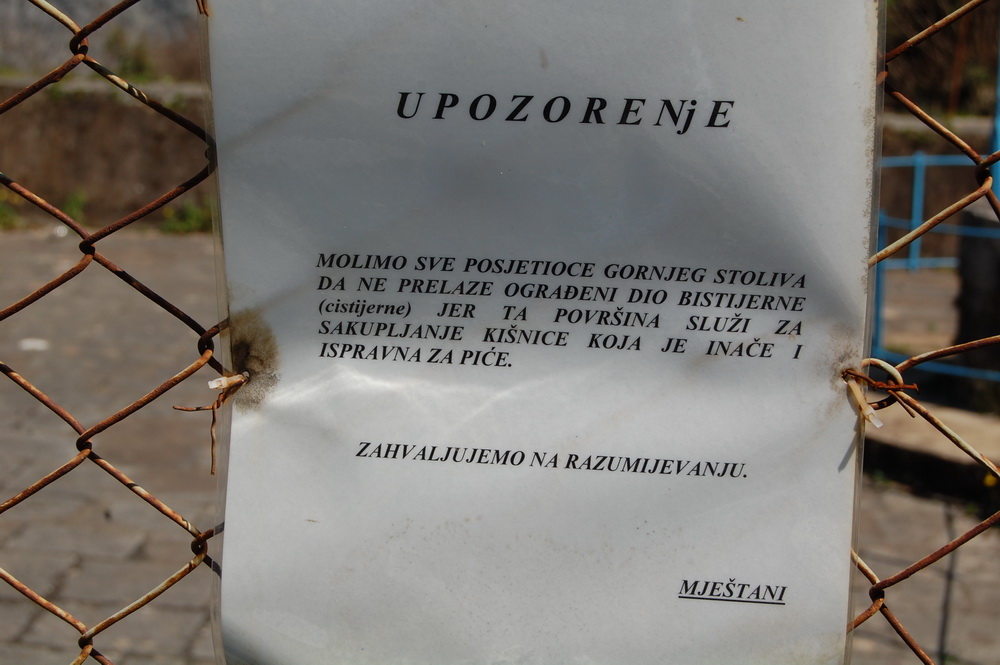 UPOZORENjE
MOLIMO SVE POSJETIOCE GORNJEG STOLIVA
DA NE PRELAZE OGRAĐENI DIO BISTIJERNE
(cistijerne) JER TA POVRŠINA SLUŽI ZA
SAKUPLJANJE KIŠNICE KOJA JE INAČE I
ISPRAVNA ZA PIĆE.
ZAHVALJUJEMO NA RAZUMIJEVANJU.
MJEŠTANI